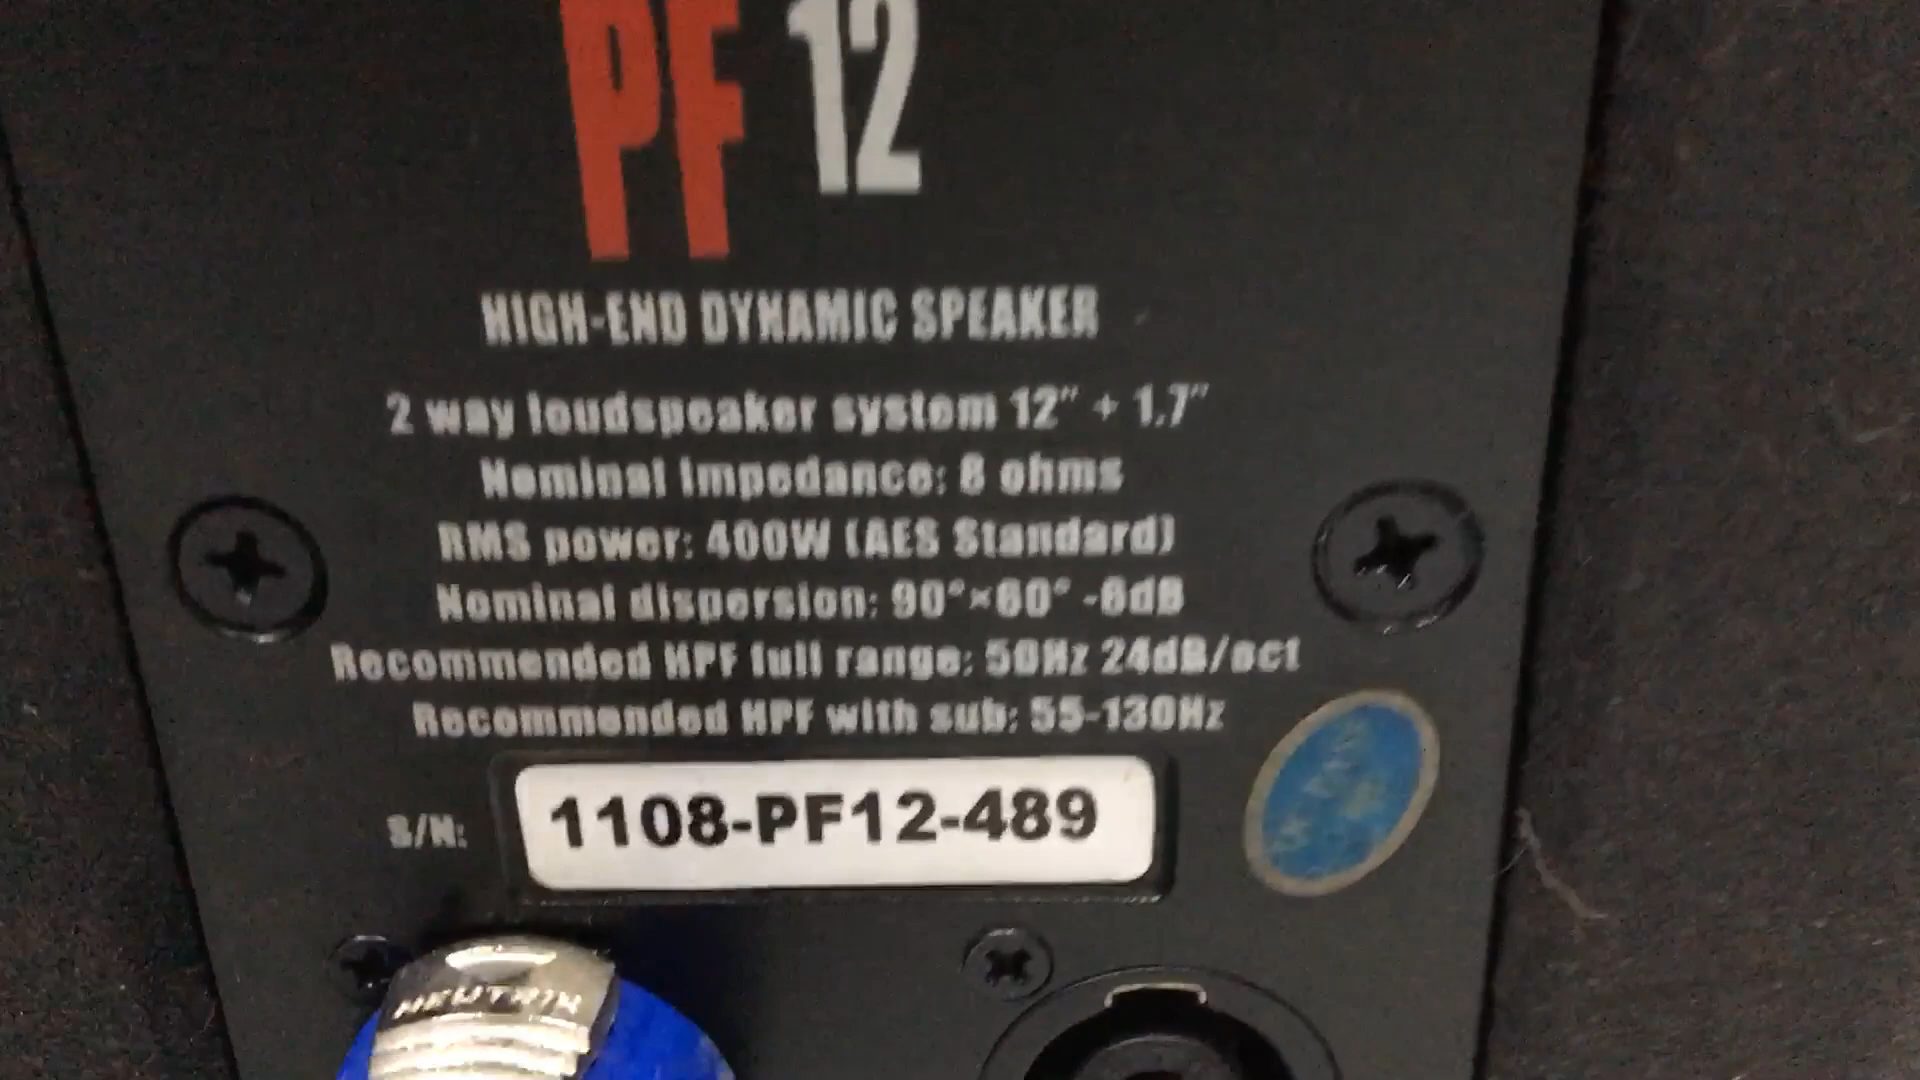 PF 12
HIGH-END DYNAMIC SPEAKER
2 way loudspeaker system 12" + 1.7"
Nominal Impedance: 8 ohms
RMS power: 400W (AES Standard)
Nominal dispersion: 90°×60° -6dB
Recommended HPF full range: 50Hz 24dB/oct
Recommended HPF with sub: 55-130Hz
S/N: 1108-PF12-489
NEUTRIK